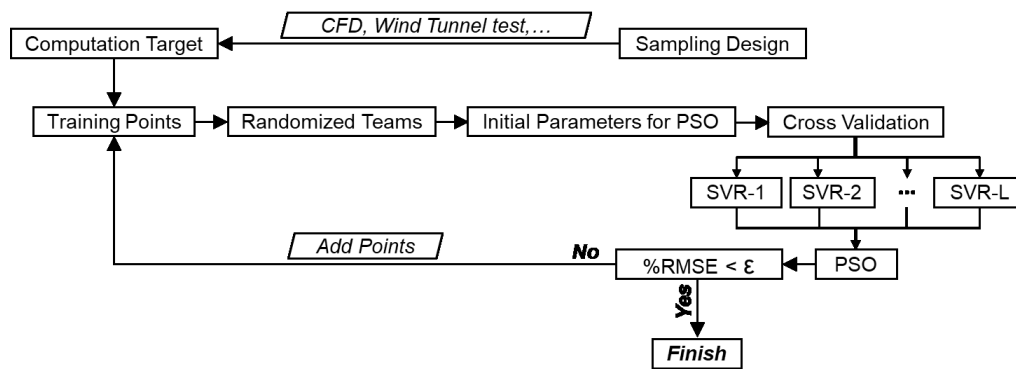 CFD, Wind Tunnel test,...
Computation Target
Sampling Design
Training Points
Randomized Teams
Initial Parameters for PSO
Cross Validation
SVR-1
SVR-2
...
SVR-L
Add Points
No
%RMSE < ε
PSO
Yes
Finish